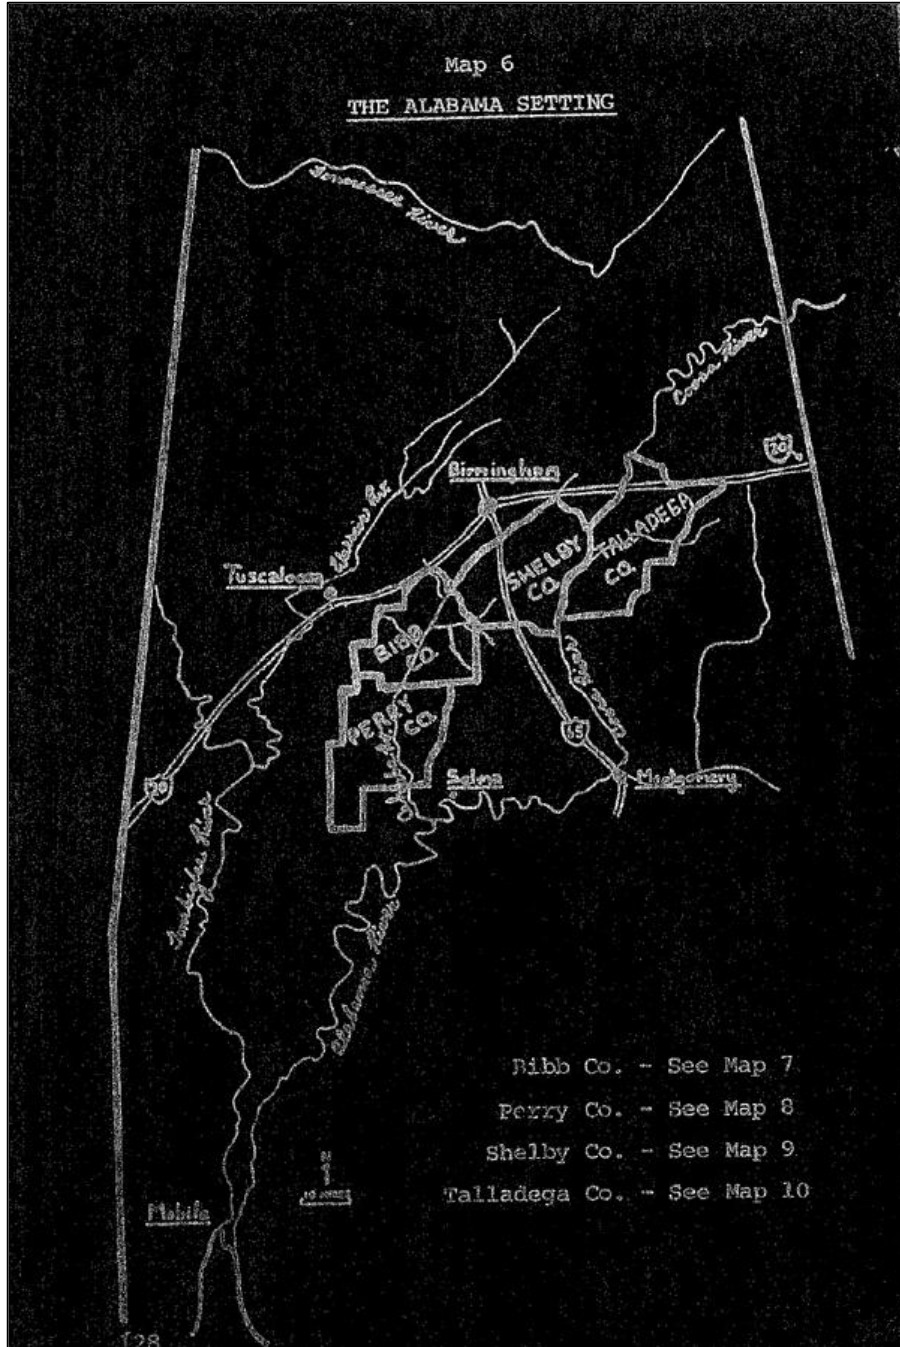 Map 6
THE ALABAMA SETTING
Tennessee River
Coosa River
20
Birmingham
Warrior Riv.
Tuscaloosa
SHELBY
CO.
TALLADEGA
CO.
BIBB
CO.
PERRY
CO.
65
Selma
Montgomery
20
Tombigbee River
Alabama River
Bibb Co. - See Map 7
Perry Co. - See Map 8
Shelby Co. - See Map 9
Talladega Co. - See Map 10
N
10 MILES
Mobile
128